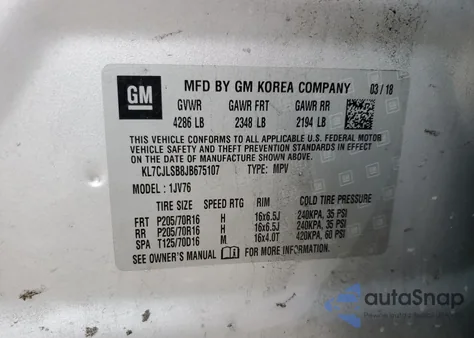 GM
MFD BY GM KOREA COMPANY 03/18
GVWR GAWR FRT GAWR RR
4286 LB 2348 LB 2194 LB
THIS VEHICLE CONFORMS TO ALL APPLICABLE U.S. FEDERAL MOTOR
VEHICLE SAFETY AND THEFT PREVENTION STANDARDS IN
EFFECT ON THE DATE OF MANUFACTURE SHOWN ABOVE.
KL7CJLSB8JB675107 TYPE: MPV
MODEL: 1JV76
TIRE SIZE SPEED RTG RIM COLD TIRE PRESSURE
FRT P205/70R16 H 16x6.5J 240KPA, 35 PSI
RR P205/70R16 H 16x6.5J 240KPA, 35 PSI
SPA T125/70D16 M 16x4.0T 420KPA, 60 PSI
SEE OWNER'S MANUAL FOR MORE INFORMATION.
autoSnap